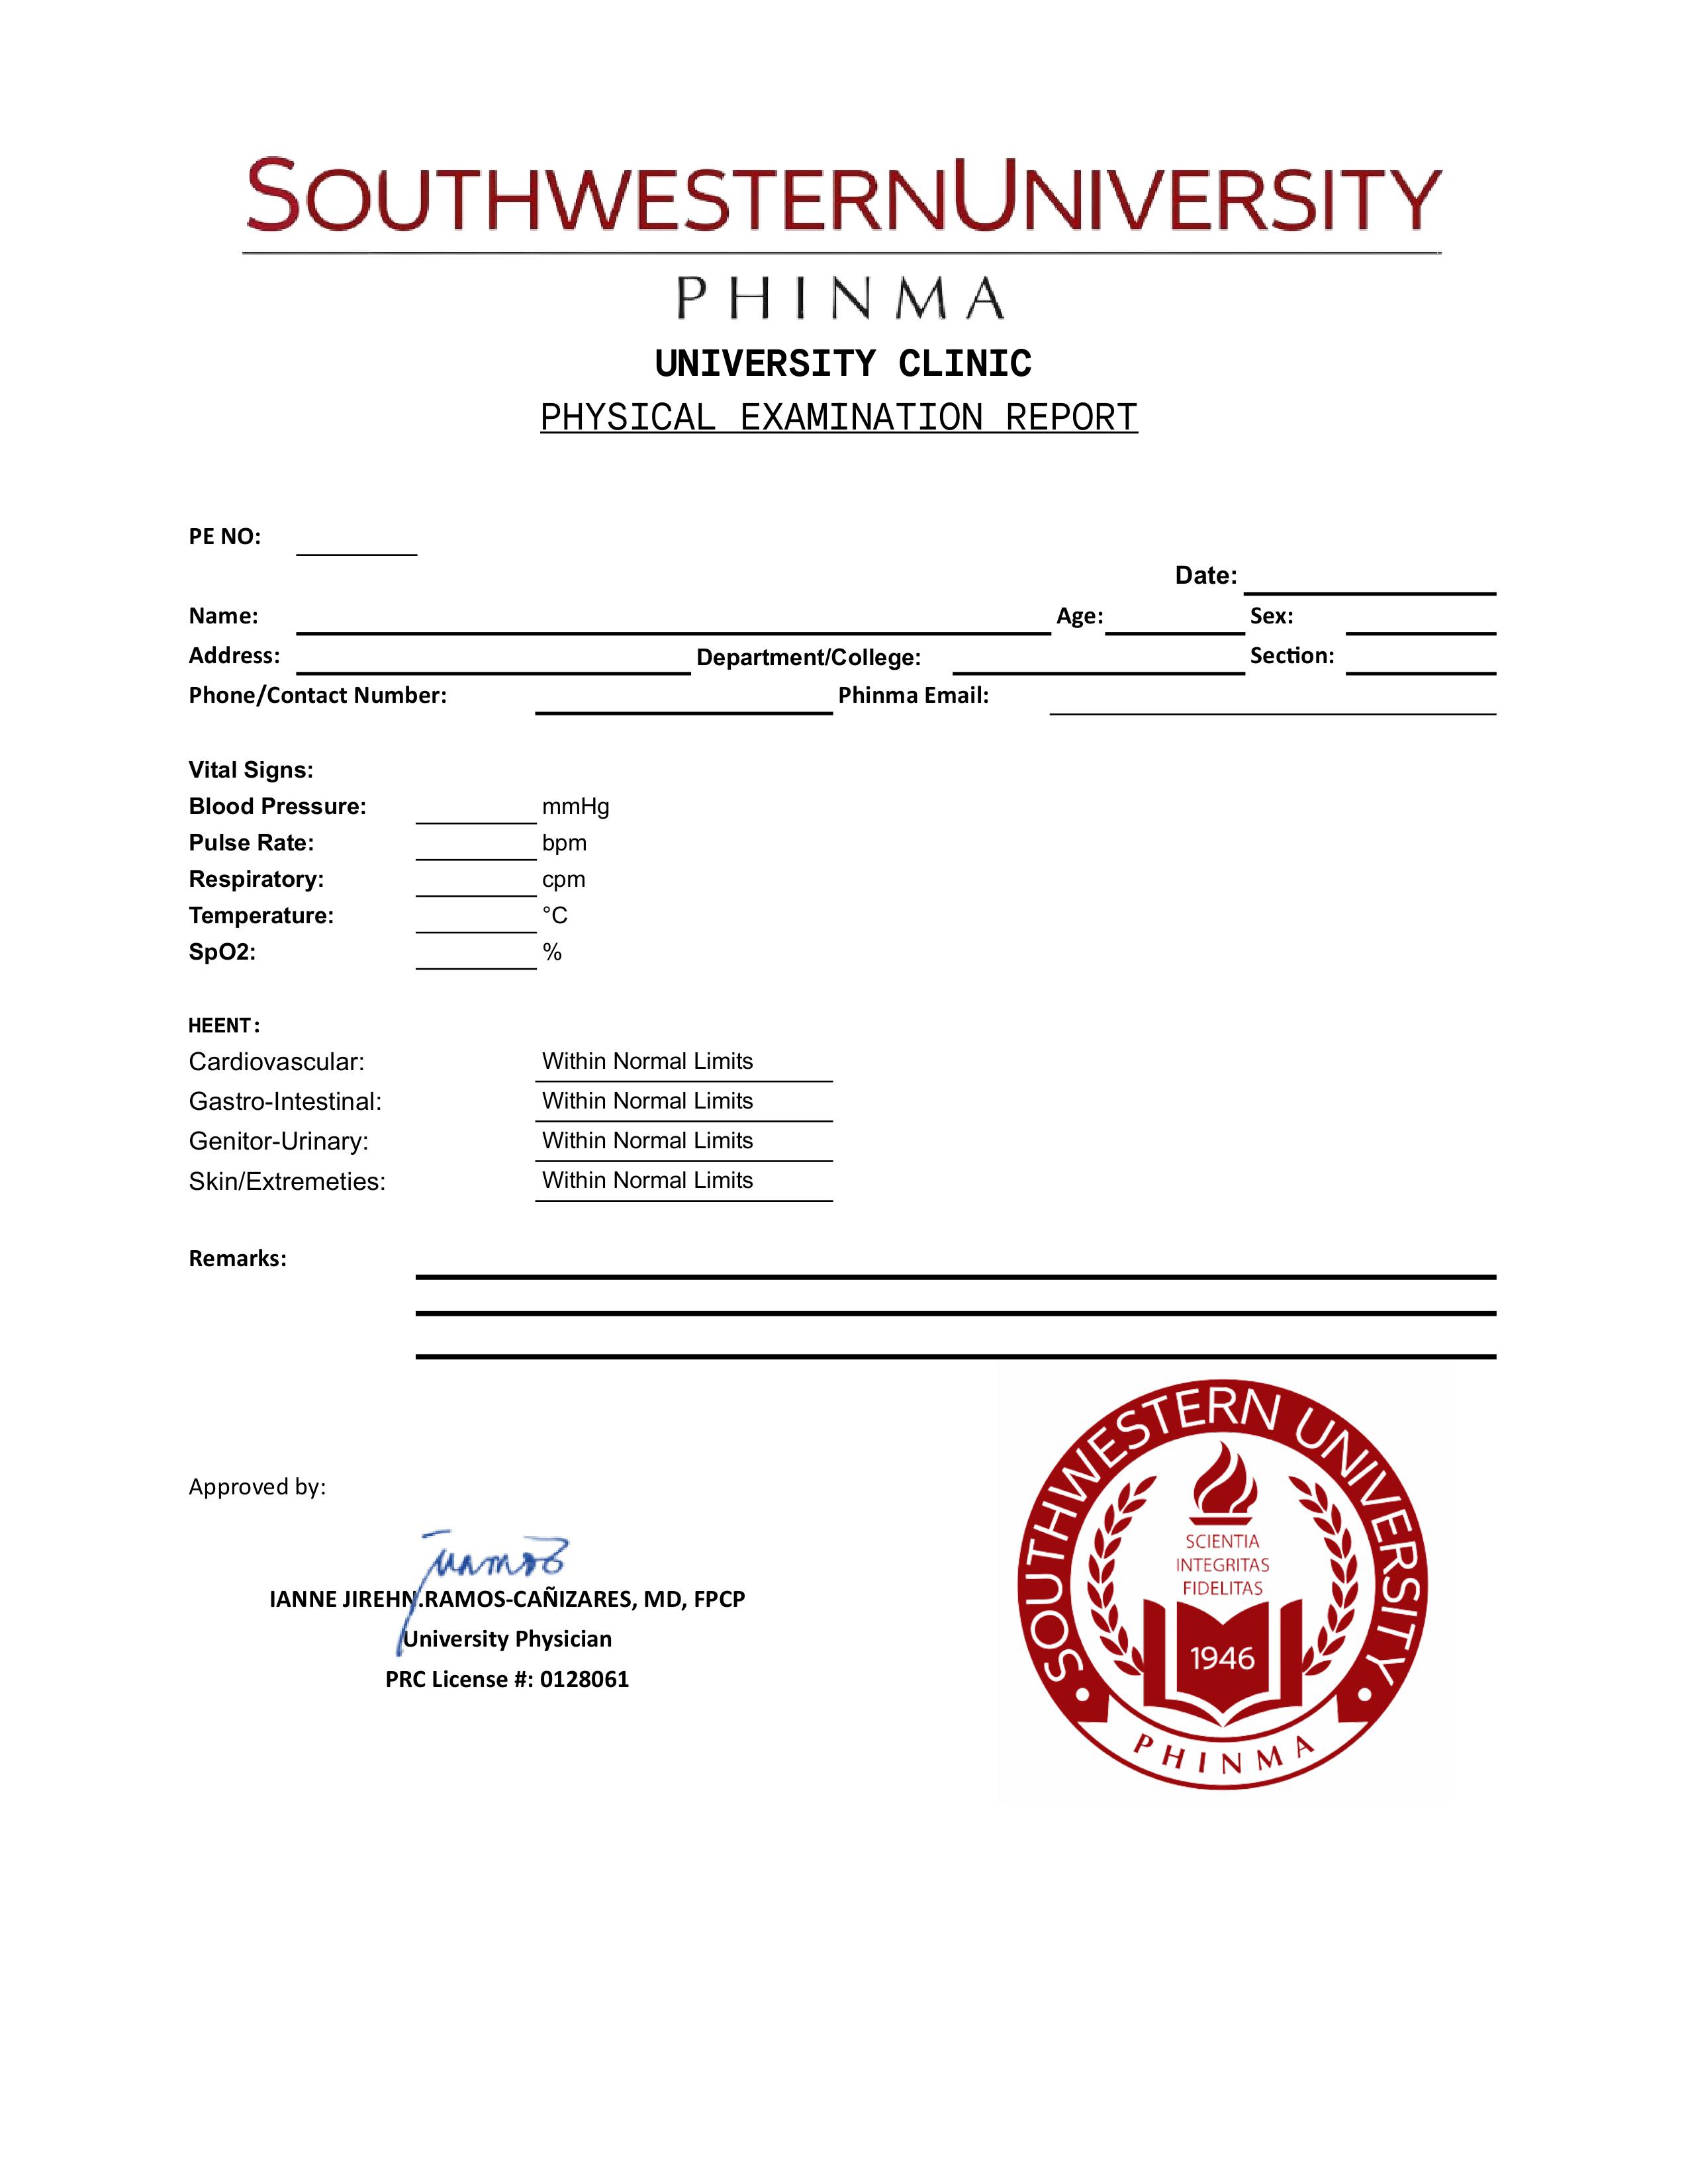 SOUTHWESTERN UNIVERSITY
PHINMA
UNIVERSITY CLINIC
PHYSICAL EXAMINATION REPORT
PE NO:
Date:
Name: Age: Sex:
Address: Department/College: Section:
Phone/Contact Number: Phinma Email:
Vital Signs:
Blood Pressure: mmHg
Pulse Rate: bpm
Respiratory: cpm
Temperature: °C
SpO2: %
HEENT:
Cardiovascular: Within Normal Limits
Gastro-Intestinal: Within Normal Limits
Genitor-Urinary: Within Normal Limits
Skin/Extremeties: Within Normal Limits
Remarks:
Approved by:
IANNE JIREHN.RAMOS-CAÑIZARES, MD, FPCP
University Physician
PRC License #: 0128061
SOUTHWESTERN UNIVERSITY
SCIENTIA
INTEGRITAS
FIDELITAS
1946
PHINMA